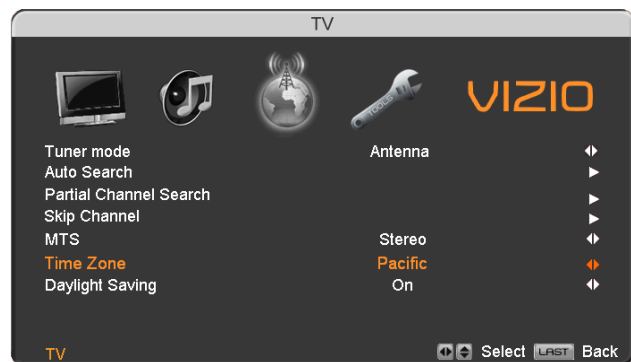 TV
TOOLS
VIZIO
Tuner mode Antenna
Auto Search
Partial Channel Search
Skip Channel
MTS Stereo
Time Zone Pacific
Daylight Saving On
TV Select LAST Back